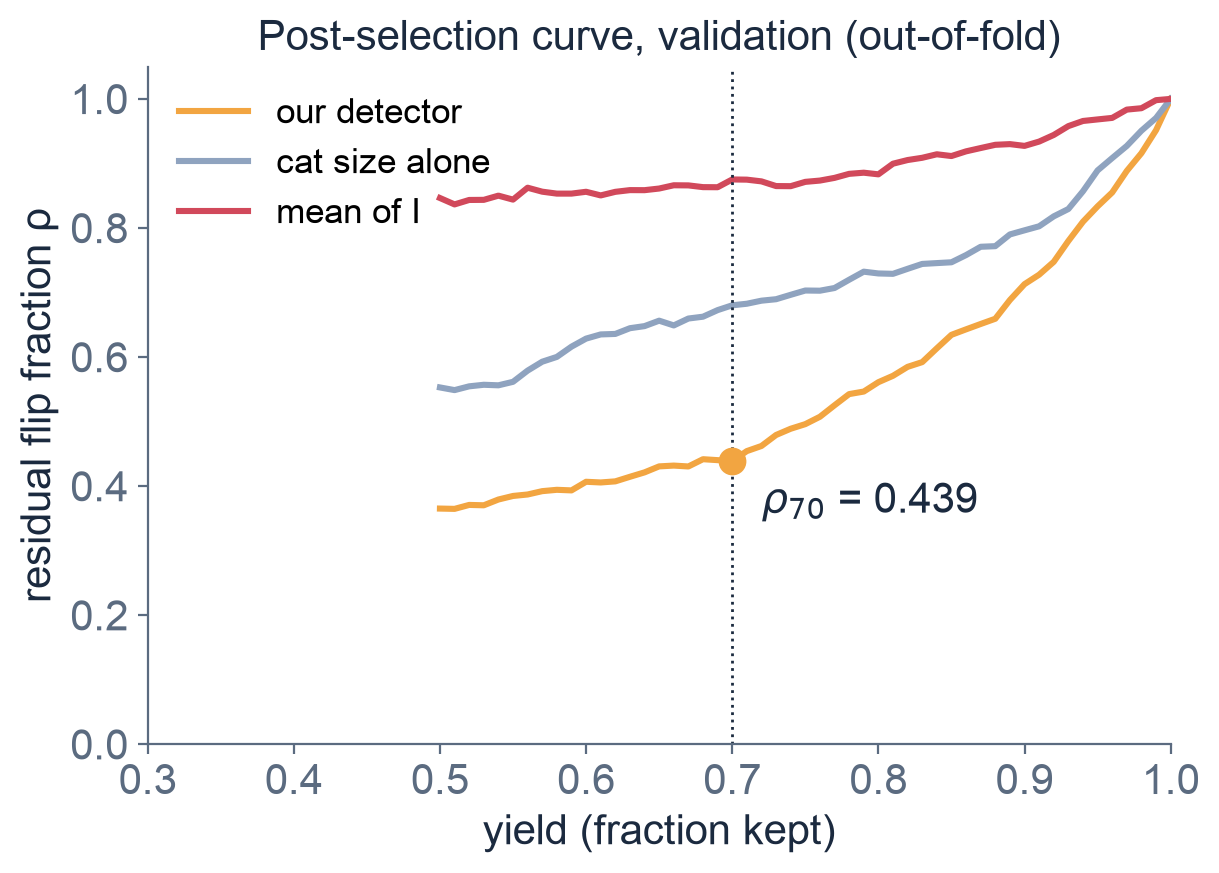 Post-selection curve, validation (out-of-fold)
our detector
cat size alone
mean of I
residual flip fraction ρ
1.0
0.8
0.6
0.4
0.2
0.0
ρ70 = 0.439
0.3 0.4 0.5 0.6 0.7 0.8 0.9 1.0
yield (fraction kept)